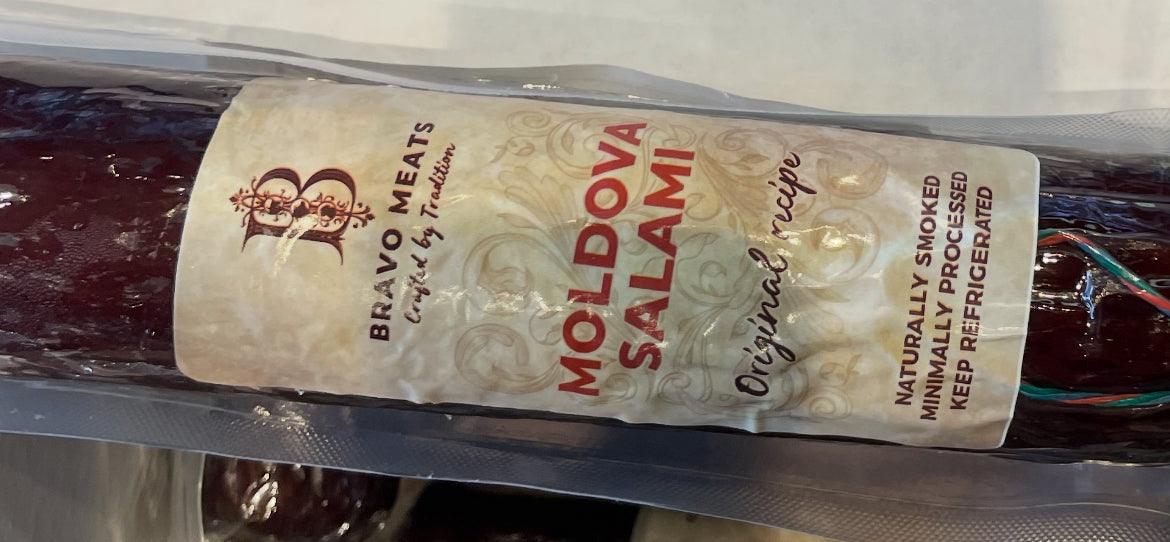 B
BRAVO MEATS
Crafted by Tradition
MOLDOVA
SALAMI
Original recipe
NATURALLY SMOKED
MINIMALLY PROCESSED
KEEP REFRIGERATED